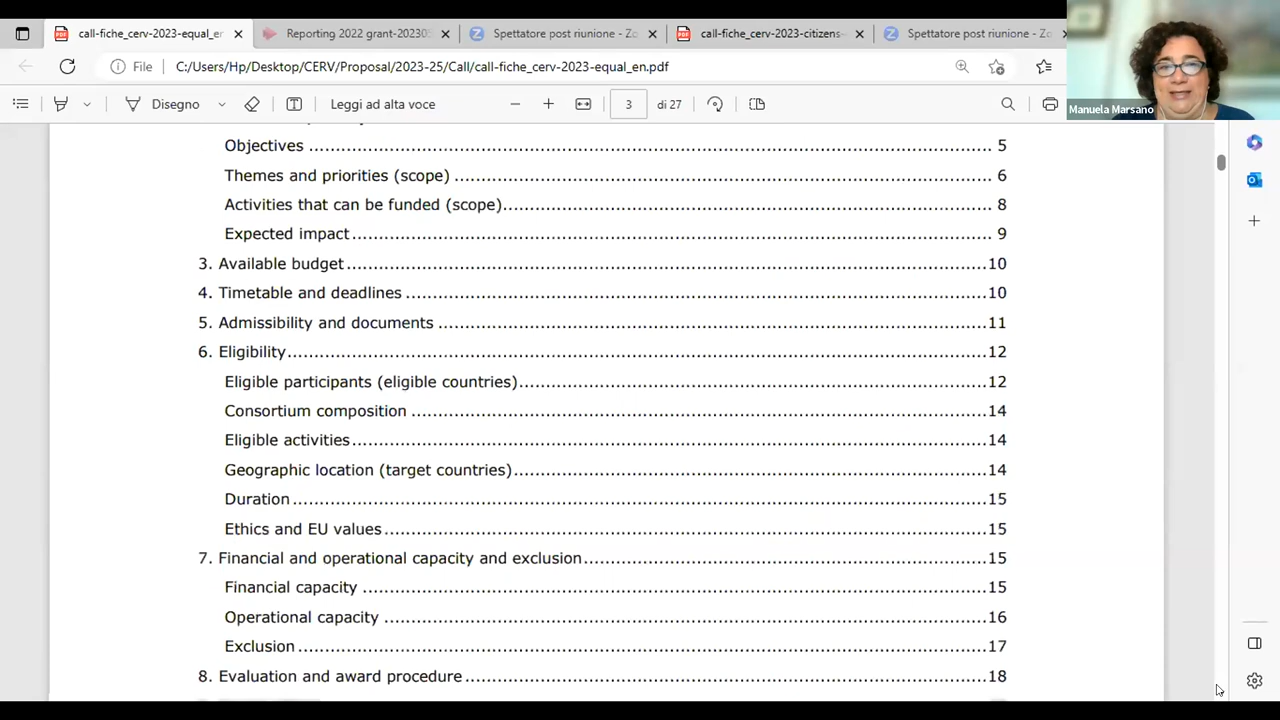 call-fiche_cerv-2023-equal_er
Reporting 2022 grant-20230
Spettatore post riunione - Zo
call-fiche_cerv-2023-citizens-
Spettatore post riunione - Zo
File
C:/Users/Hp/Desktop/CERV/Proposal/2023-25/Call/call-fiche_cerv-2023-equal_en.pdf
Disegno
Leggi ad alta voce
3 di 27
Manuela Marsano
Objectives 5
Themes and priorities (scope) 6
Activities that can be funded (scope) 8
Expected impact 9
3. Available budget 10
4. Timetable and deadlines 10
5. Admissibility and documents 11
6. Eligibility 12
Eligible participants (eligible countries) 12
Consortium composition 14
Eligible activities 14
Geographic location (target countries) 14
Duration 15
Ethics and EU values 15
7. Financial and operational capacity and exclusion 15
Financial capacity 15
Operational capacity 16
Exclusion 17
8. Evaluation and award procedure 18